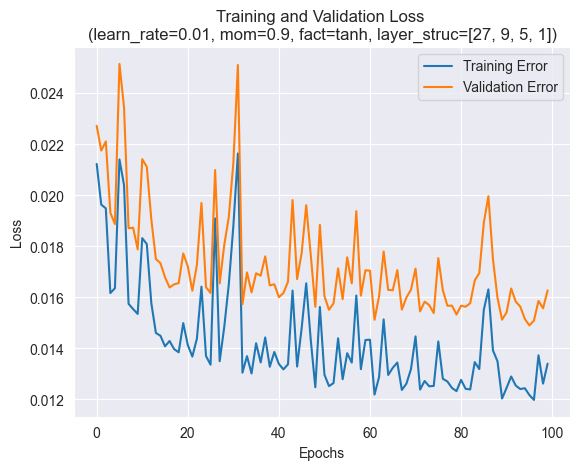 Training and Validation Loss
(learn_rate=0.01, mom=0.9, fact=tanh, layer_struc=[27, 9, 5, 1])
Training Error
Validation Error
Loss
0.024
0.022
0.020
0.018
0.016
0.014
0.012
0
20
40
60
80
100
Epochs